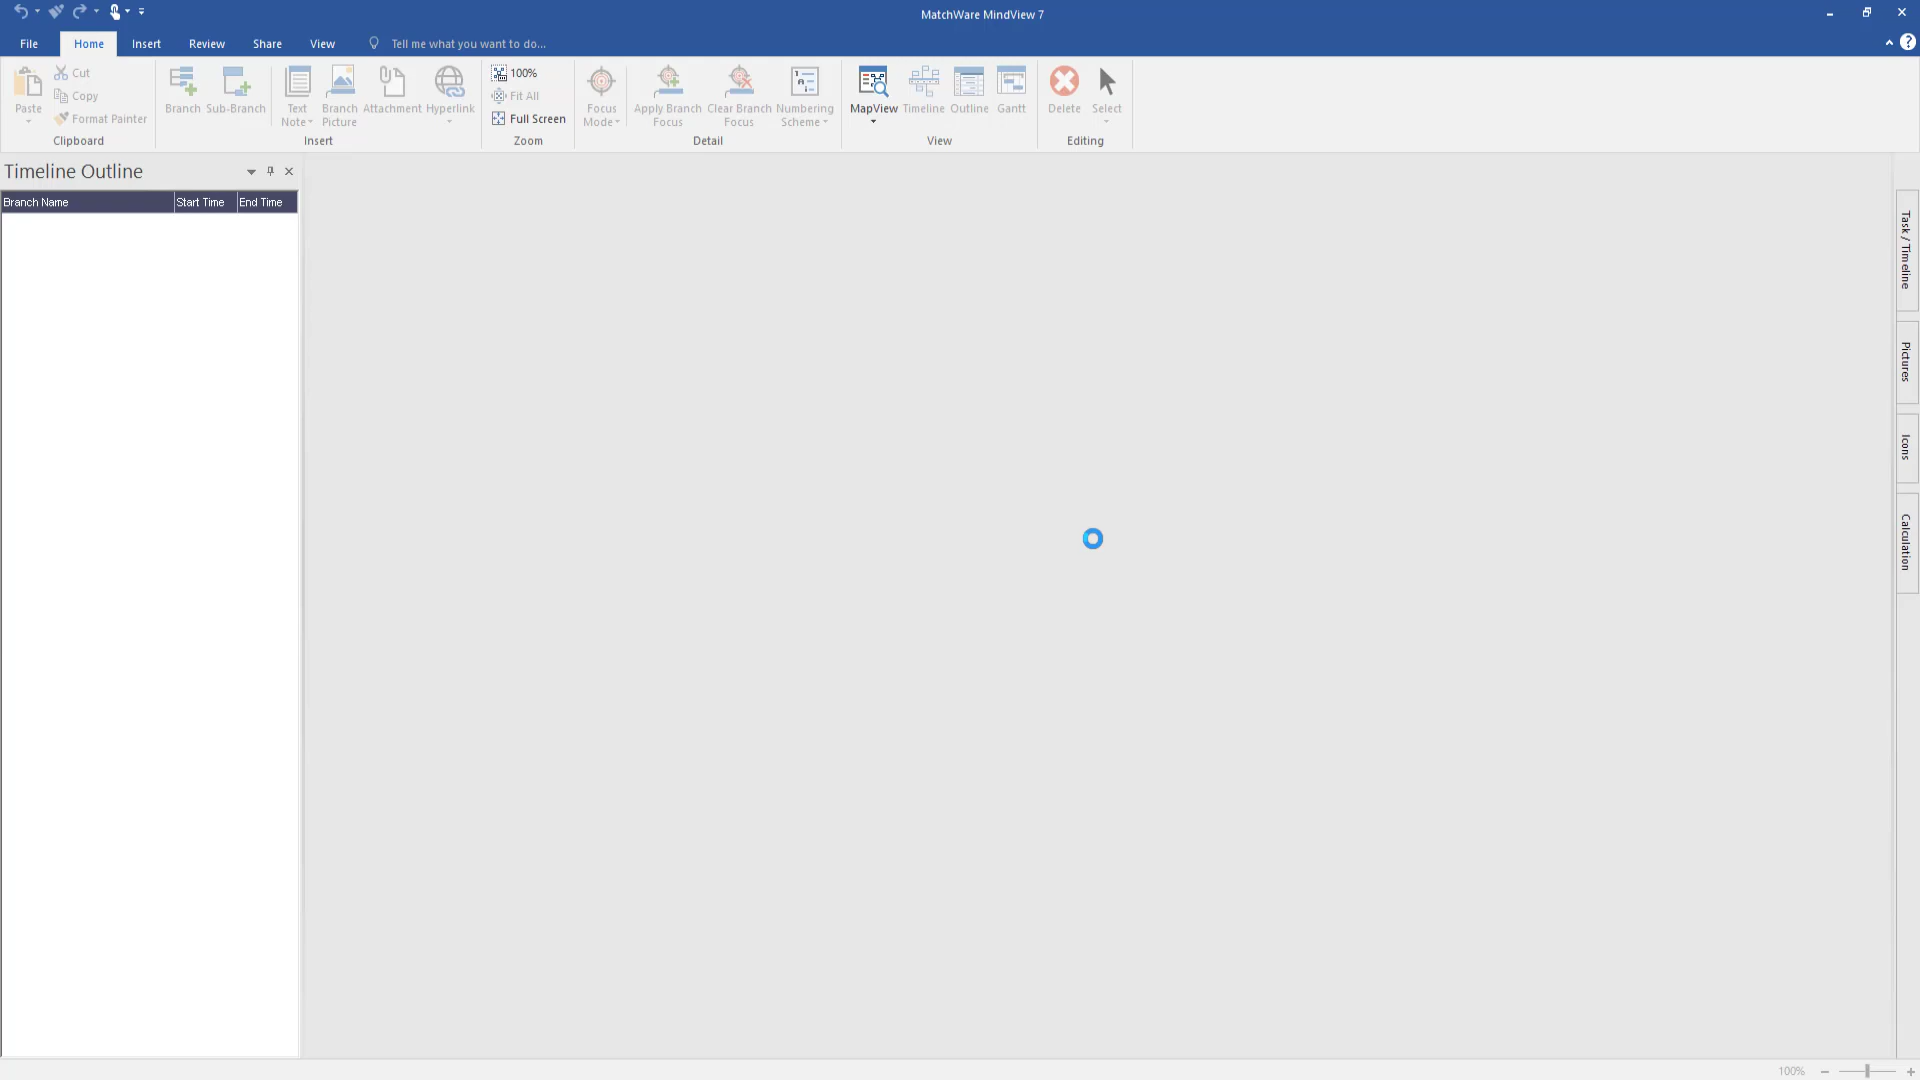 MatchWare MindView 7
File Home Insert Review Share View Tell me what you want to do...
Paste
Cut
Copy
Format Painter
Clipboard
Branch
Sub-Branch
Text
Note
Branch
Picture
Attachment
Hyperlink
Insert
100%
Fit All
Full Screen
Zoom
Focus
Mode
Apply Branch
Focus
Clear Branch
Focus
Numbering
Scheme
Detail
MapView
Timeline
Outline
Gantt
View
Delete
Select
Editing
Timeline Outline
Branch Name Start Time End Time
Task / Timeline
Pictures
Icons
Calculation
100%